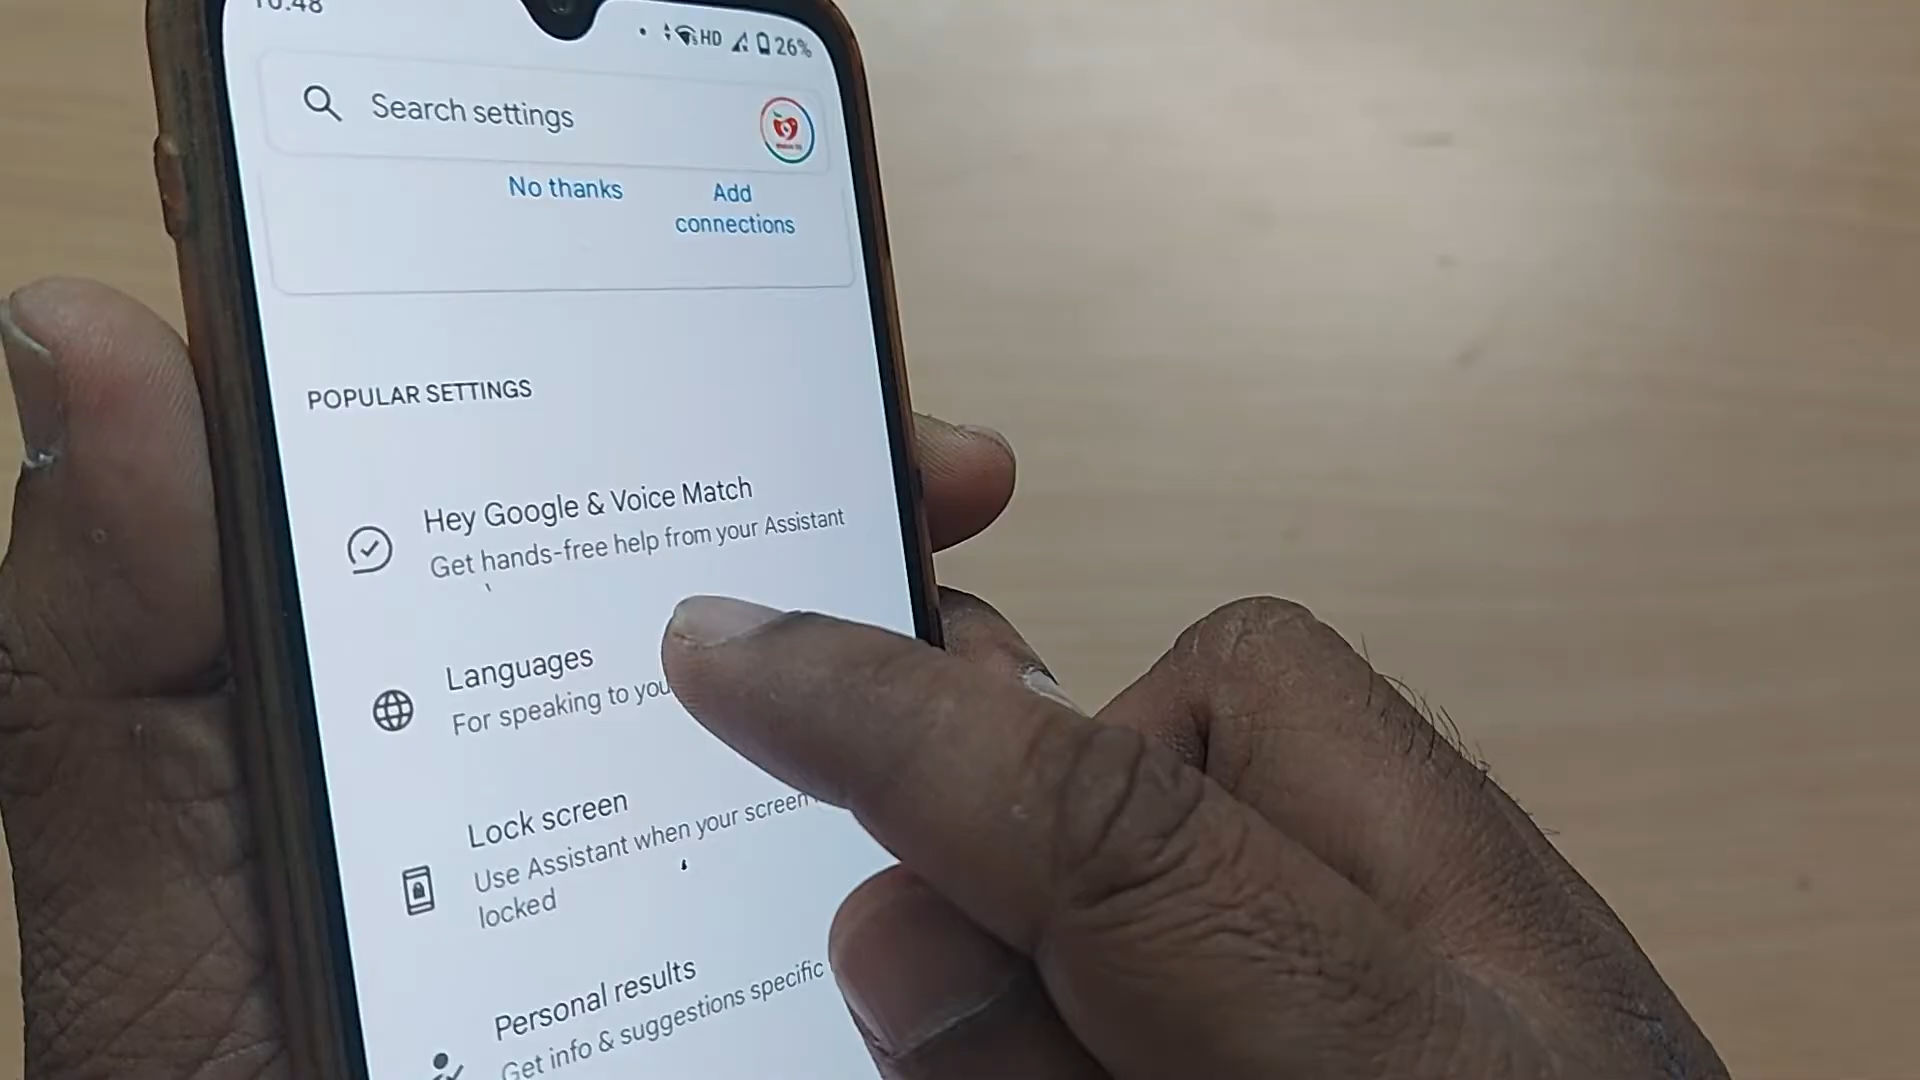 10:48
HD 26%
Search settings
No thanks
Add
connections
POPULAR SETTINGS
Hey Google & Voice Match
Get hands-free help from your Assistant
Languages
For speaking to you
Lock screen
Use Assistant when your screen
locked
Personal results
Get info & suggestions specific